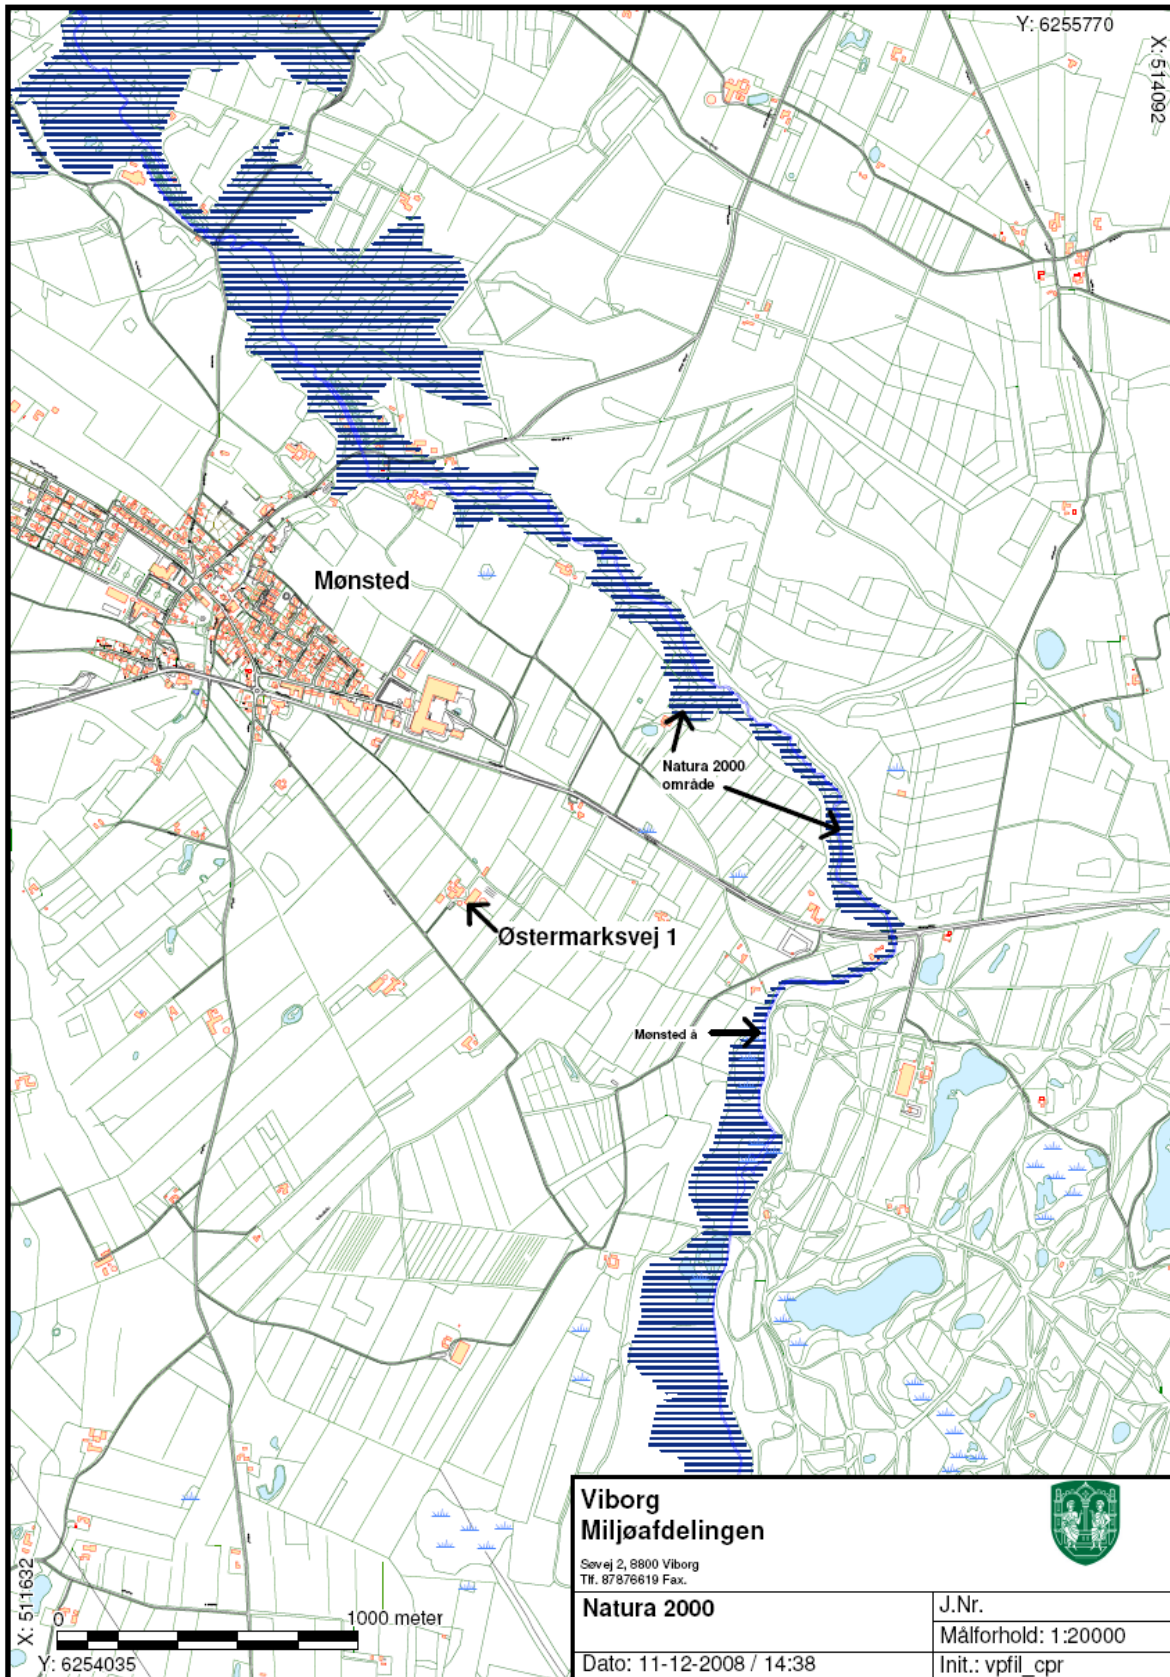 Y: 6255770
X: 514092
Mønsted
Natura 2000
område
Østermarksvej 1
Mønsted å
X: 511632
0 1000 meter
Y: 6254035
Viborg
Miljøafdelingen
Søvej 2, 8800 Viborg
Tlf. 87876619 Fax.
Natura 2000
J.Nr.
Målforhold: 1:20000
Dato: 11-12-2008 / 14:38
Init.: vpfil_cpr